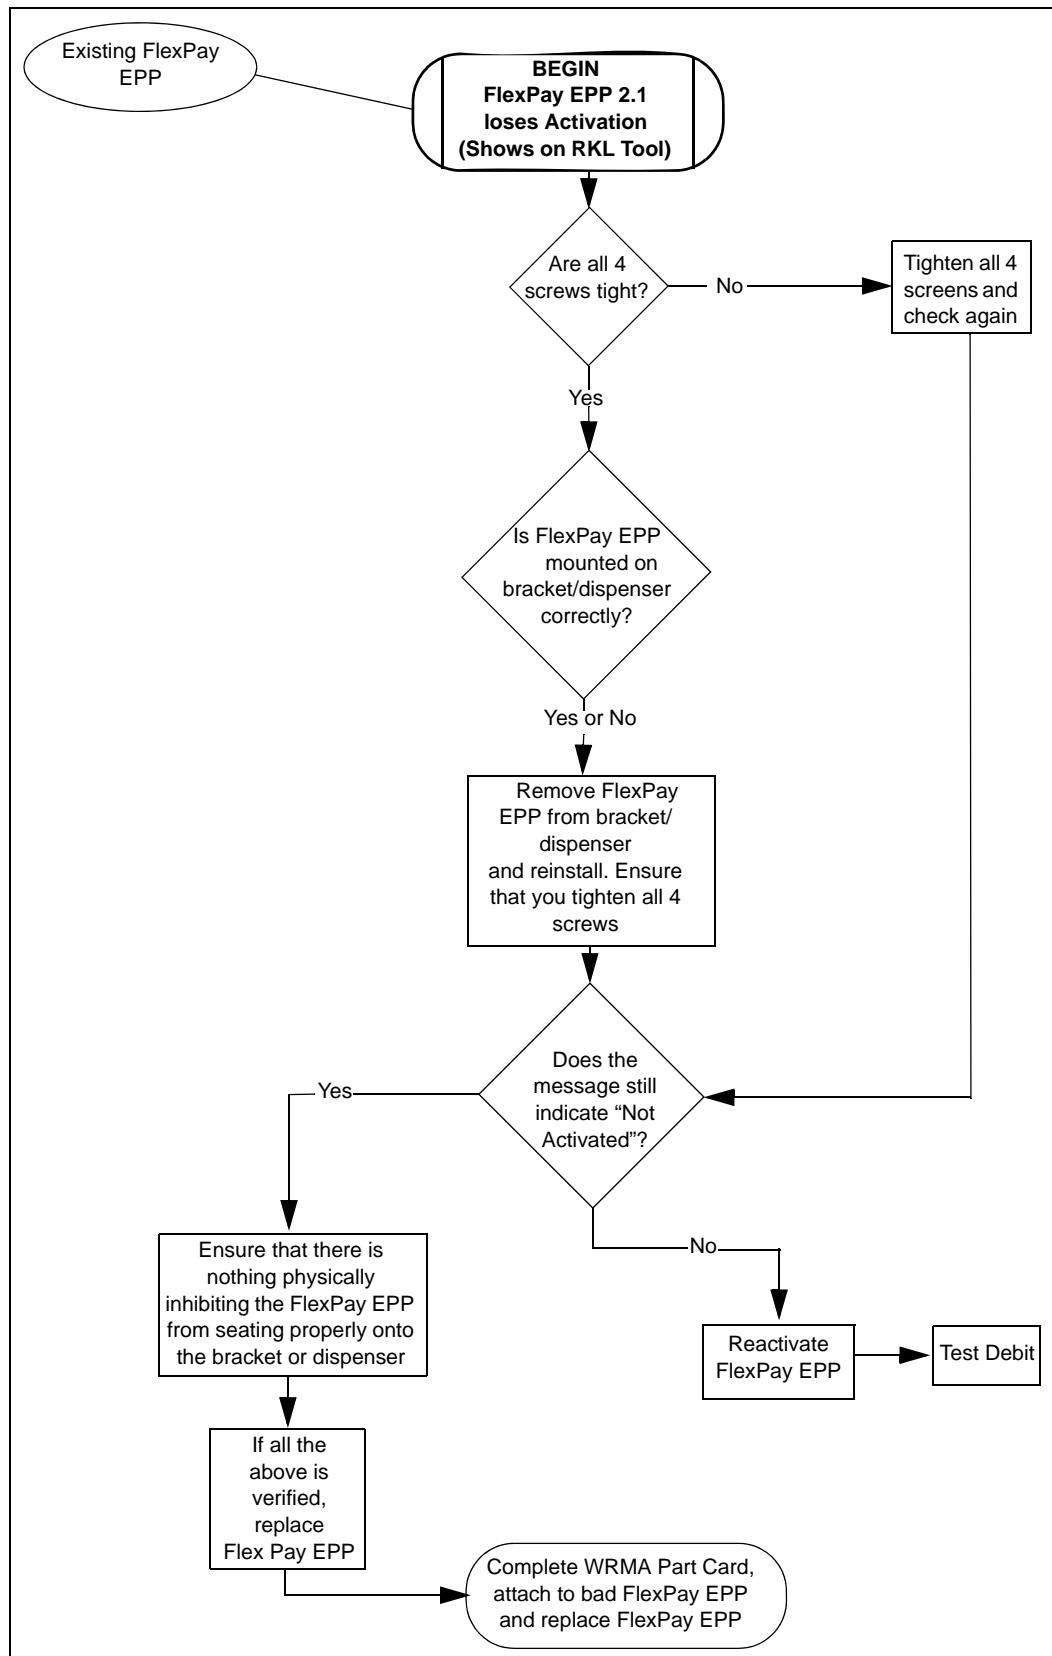 Existing FlexPay
EPP
BEGIN
FlexPay EPP 2.1
loses Activation
(Shows on RKL Tool)
Are all 4
screws tight?
No
Tighten all 4
screens and
check again
Yes
Is FlexPay EPP
mounted on
bracket/dispenser
correctly?
Yes or No
Remove FlexPay
EPP from bracket/
dispenser
and reinstall. Ensure
that you tighten all 4
screws
Does the
message still
indicate “Not
Activated”?
Yes
No
Ensure that there is
nothing physically
inhibiting the FlexPay EPP
from seating properly onto
the bracket or dispenser
Reactivate
FlexPay EPP
Test Debit
If all the
above is
verified,
replace
Flex Pay EPP
Complete WRMA Part Card,
attach to bad FlexPay EPP
and replace FlexPay EPP